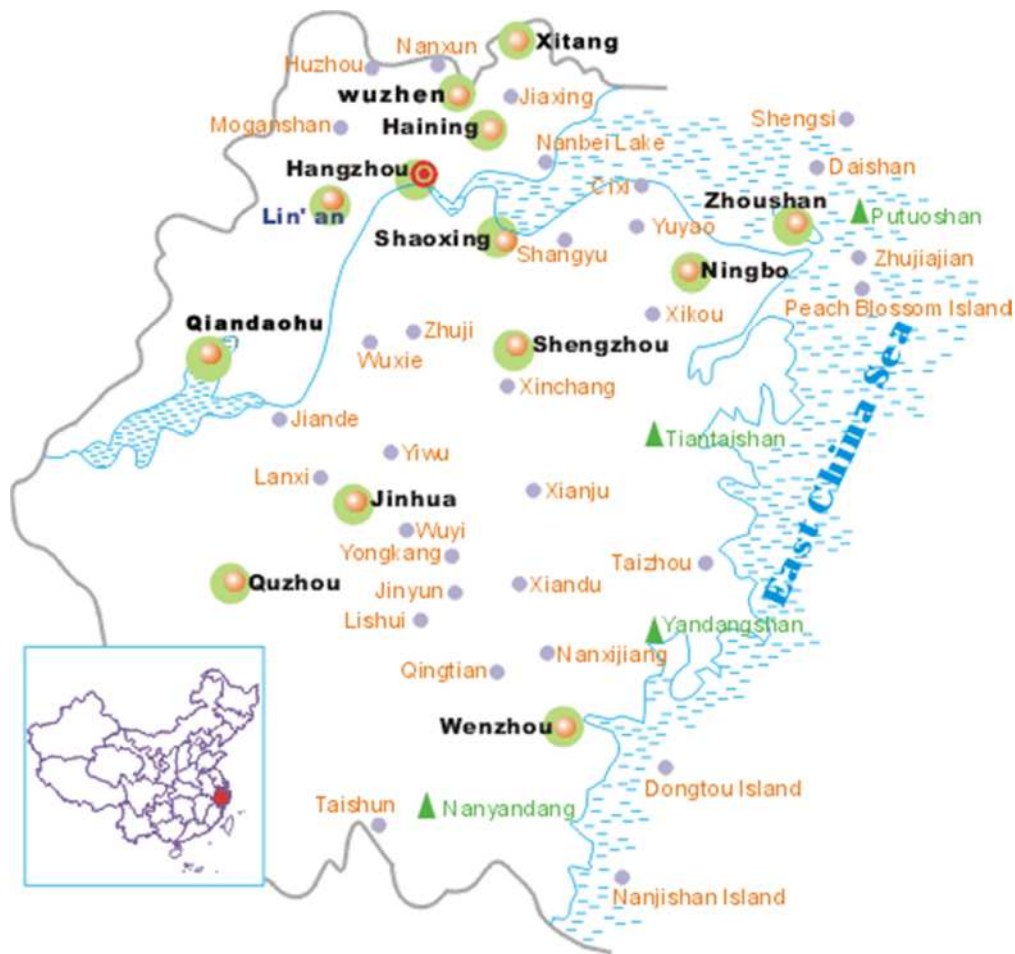 Xitang
Nanxun
Huzhou
wuzhen
Jiaxing
Shengsi
Moganshan
Haining
Nanbei Lake
Hangzhou
Daishan
Cixi
Zhoushan
Lin' an
Putuoshan
Shaoxing
Yuyao
Shangyu
Zhujiajian
Ningbo
Peach Blossom Island
Xikou
Qiandaohu
Zhuji
Shengzhou
Wuxie
Xinchang
Jiande
Tiantaishan
Yiwu
East China Sea
Lanxi
Jinhua
Xianju
Wuyi
Yongkang
Taizhou
Quzhou
Jinyun
Xiandu
Lishui
Yandangshan
Nanxijiang
Qingtian
Wenzhou
Dongtou Island
Taishun
Nanyandang
Nanjishan Island